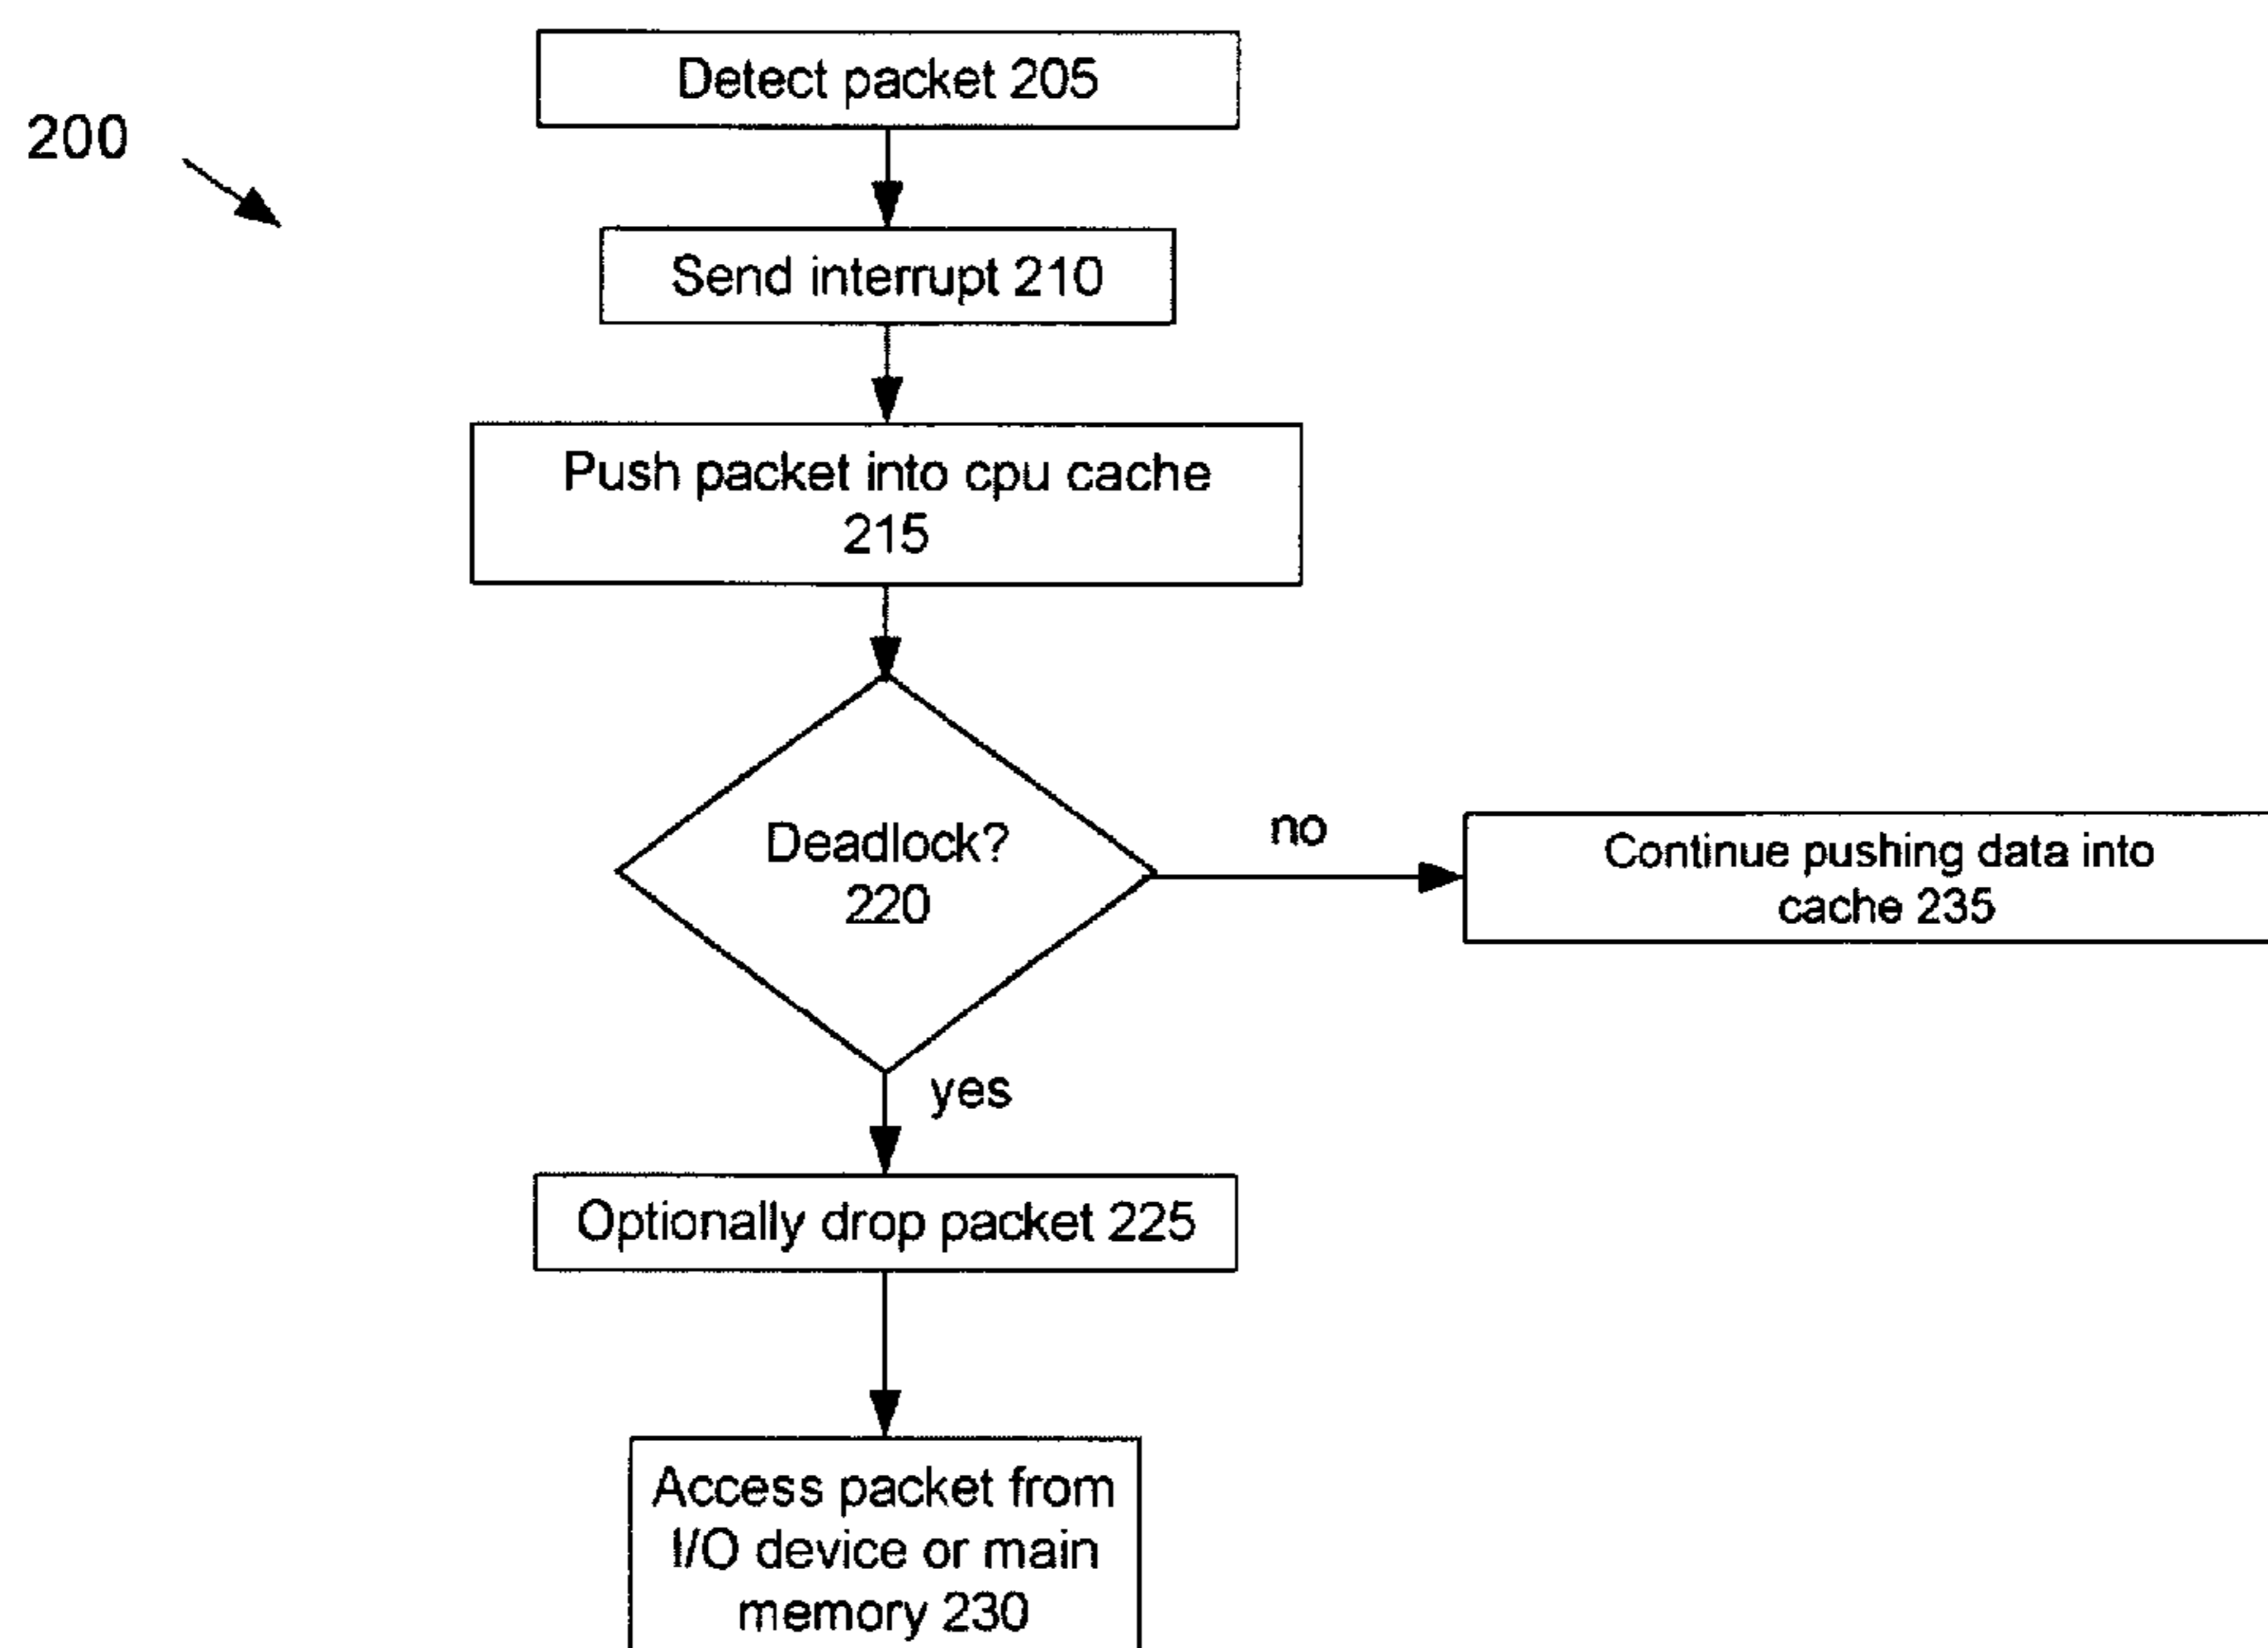 Detect packet 205
200
Send interrupt 210
Push packet into cpu cache
215
Deadlock?
220
no
Continue pushing data into
cache 235
yes
Optionally drop packet 225
Access packet from
I/O device or main
memory 230